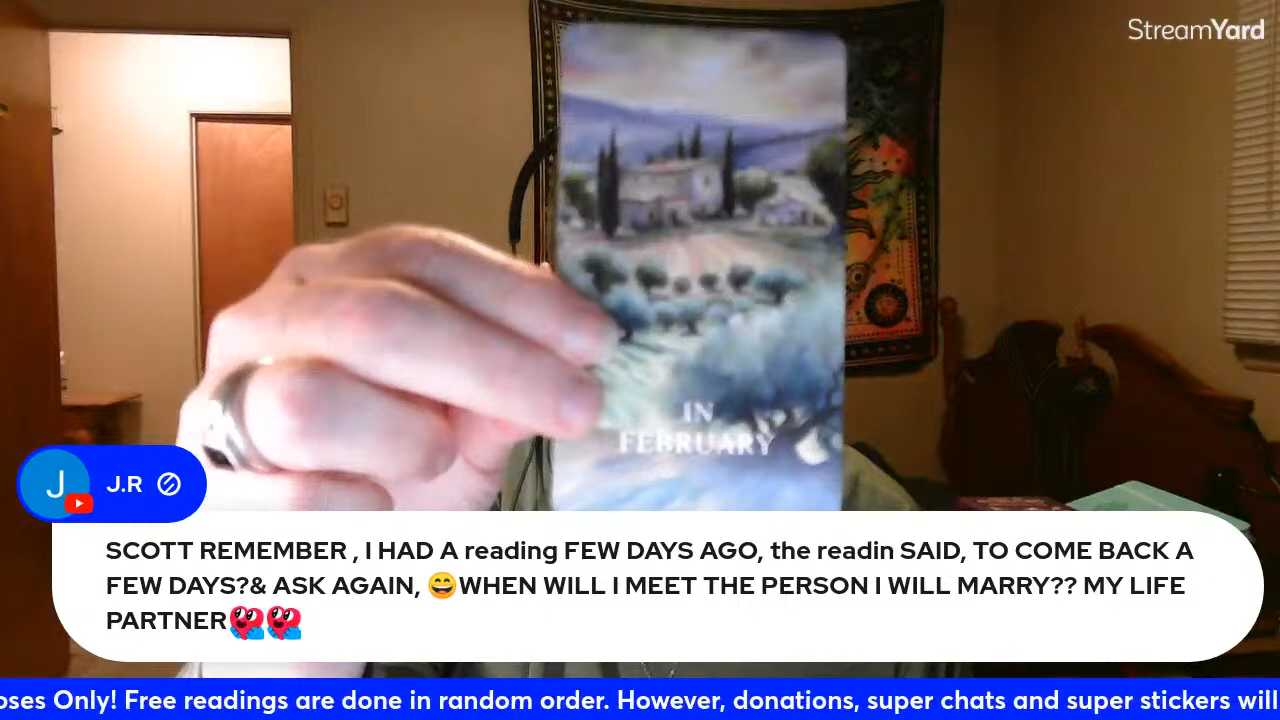 StreamYard
IN
FEBRUARY
J
J.R
SCOTT REMEMBER , I HAD A reading FEW DAYS AGO, the readin SAID, TO COME BACK A
FEW DAYS?& ASK AGAIN, 😄WHEN WILL I MEET THE PERSON I WILL MARRY?? MY LIFE
PARTNER
oses Only! Free readings are done in random order. However, donations, super chats and super stickers will